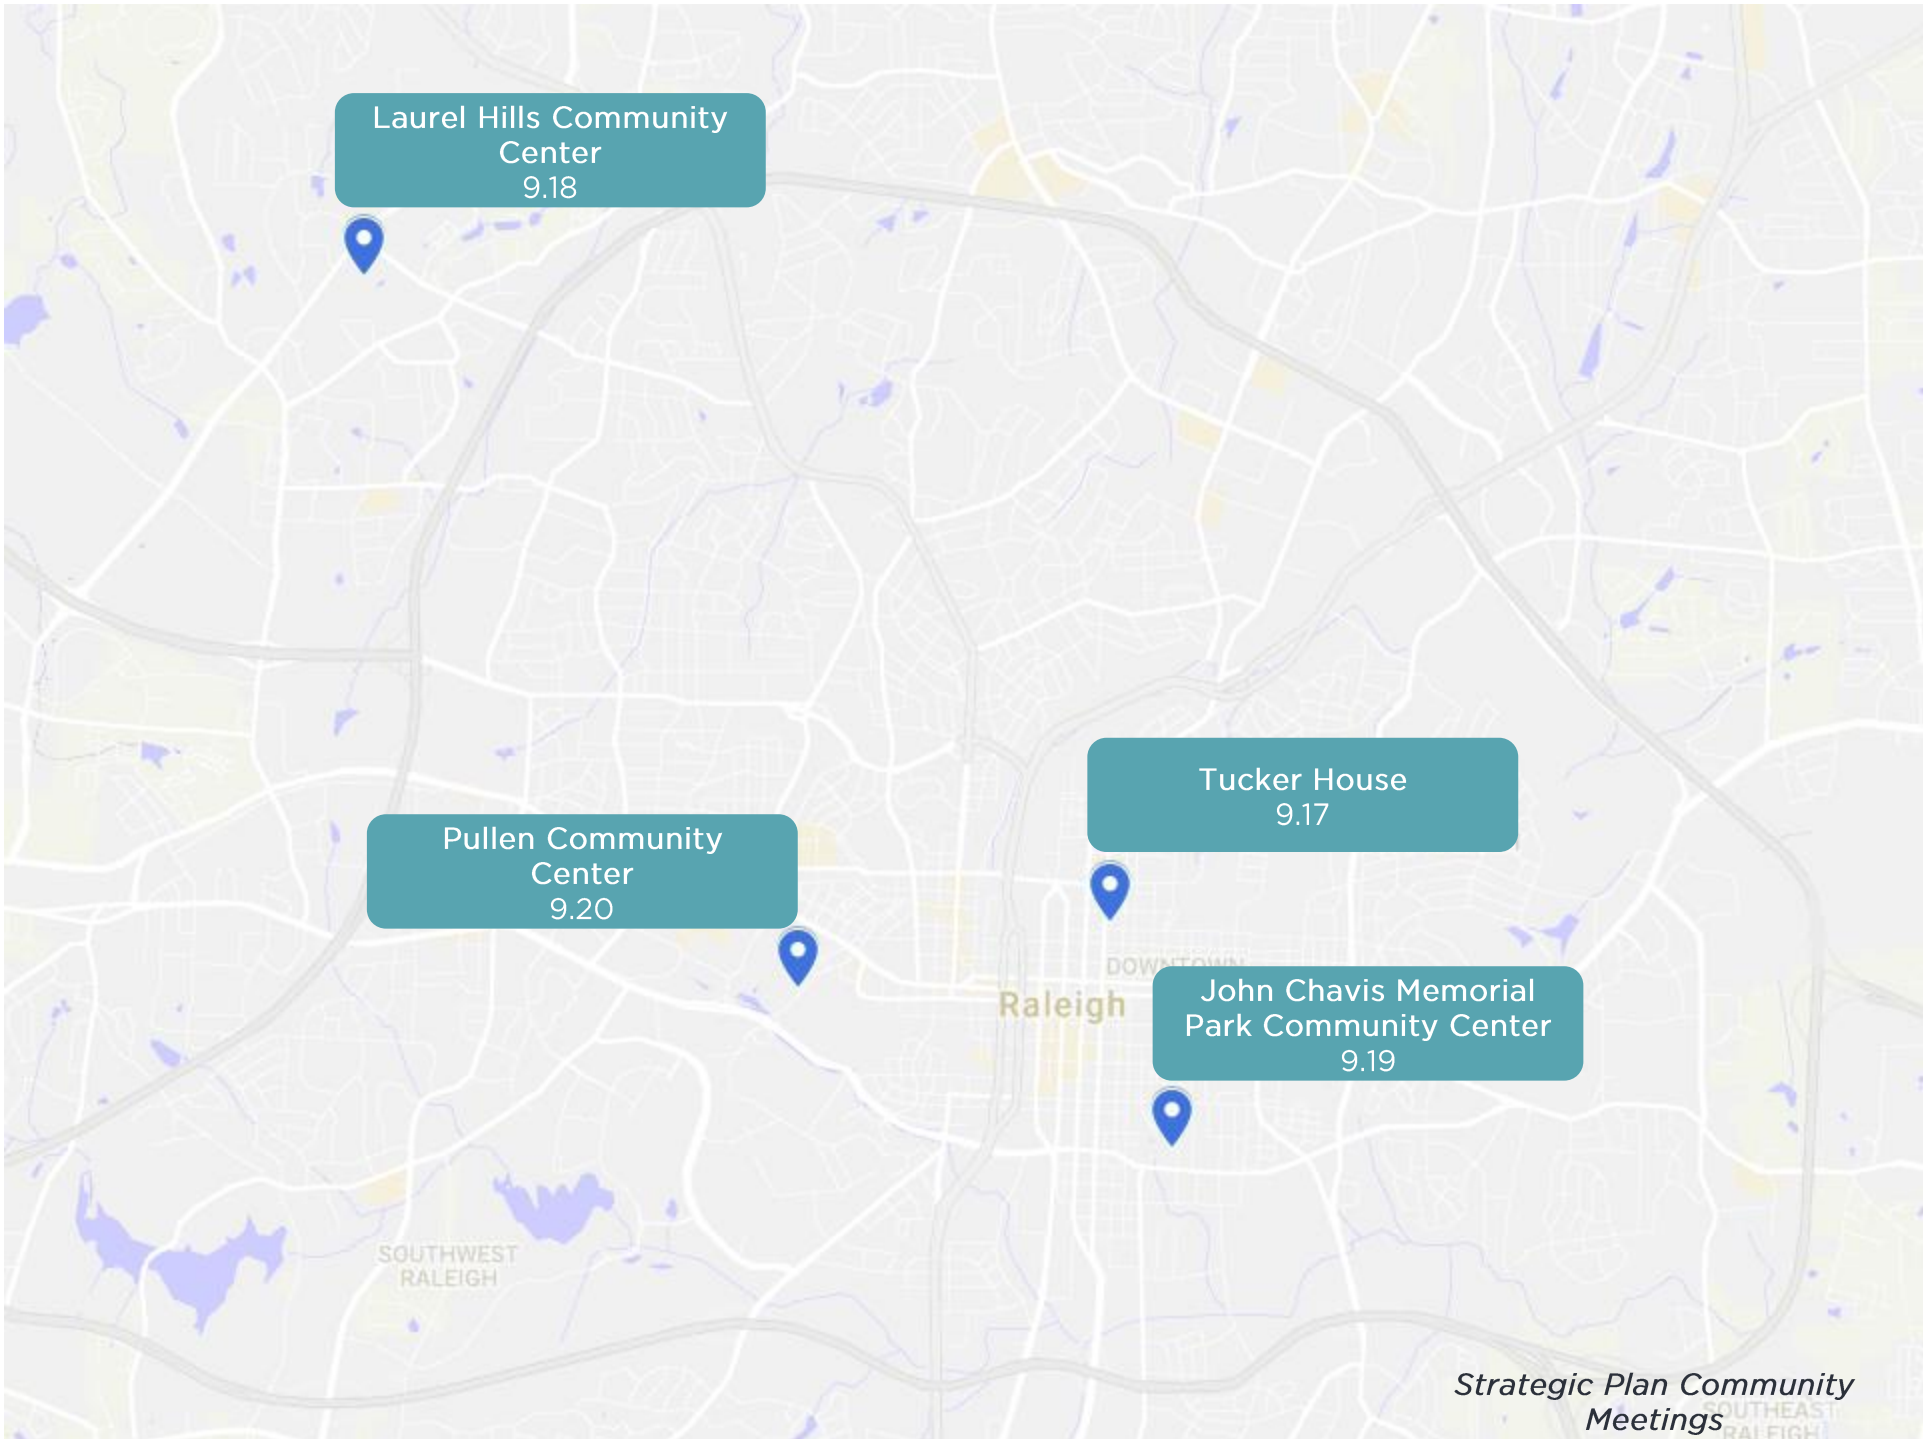 Laurel Hills Community
Center
9.18
Tucker House
9.17
Pullen Community
Center
9.20
DOWNTOWN
Raleigh
John Chavis Memorial
Park Community Center
9.19
SOUTHWEST
RALEIGH
Strategic Plan Community
Meetings
SOUTHEAST
RALEIGH